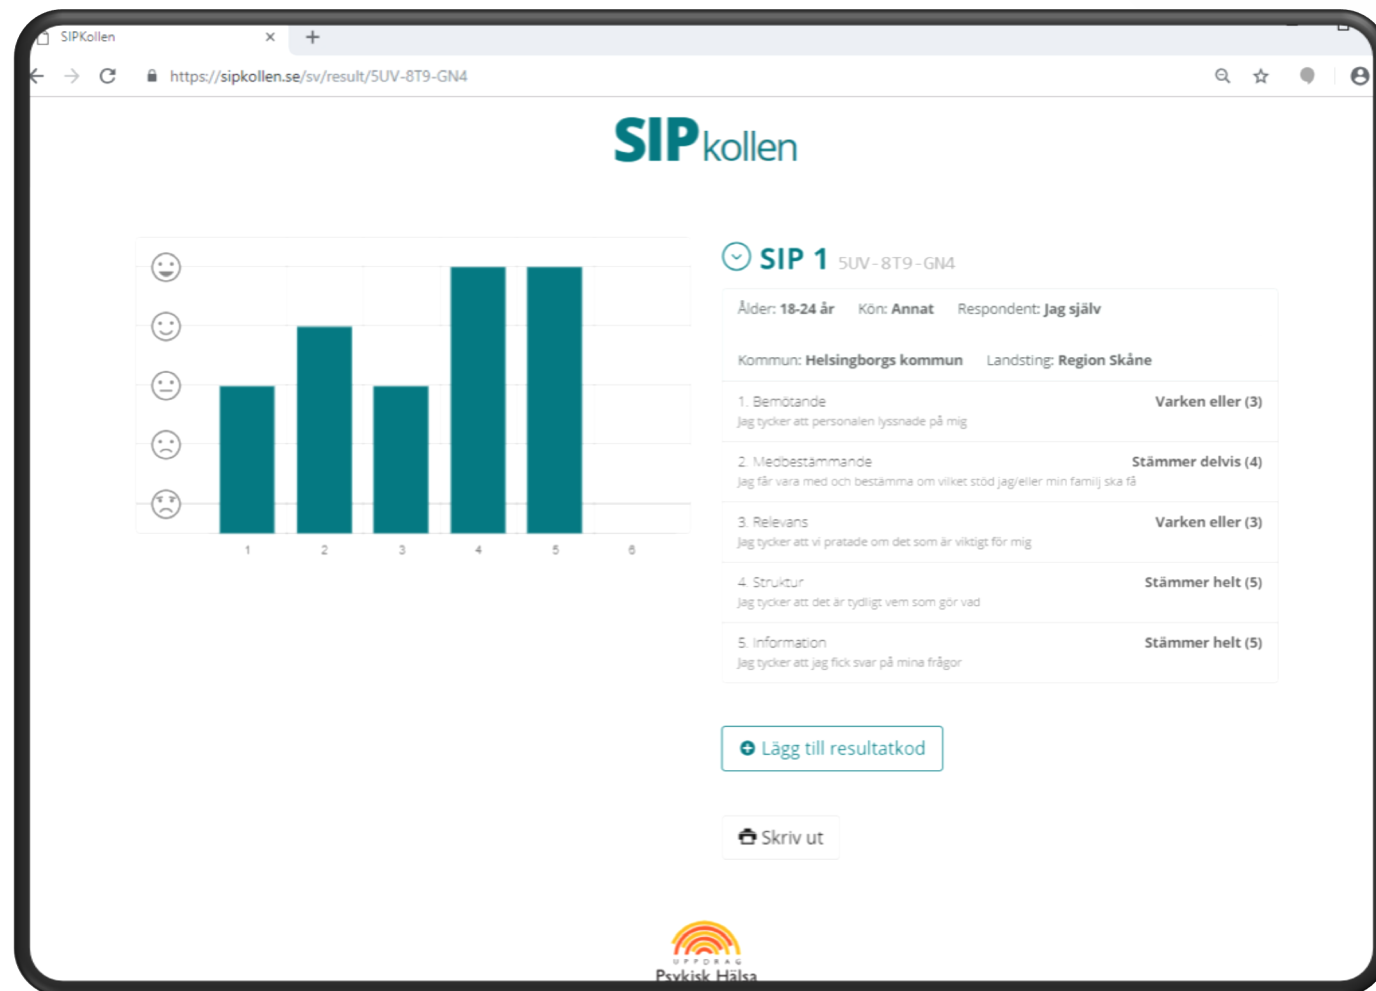 SIPKollen
https://sipkollen.se/sv/result/5UV-8T9-GN4
SIPkollen
1 2 3 4 5 6
SIP 1 5UV-8T9-GN4
Ålder: 18-24 år Kön: Annat Respondent: Jag själv
Kommun: Helsingborgs kommun Landsting: Region Skåne
1. Bemötande Varken eller (3)
Jag tycker att personalen lyssnade på mig
2. Medbestämmande Stämmer delvis (4)
Jag får vara med och bestämma om vilket stöd jag/eller min familj ska få
3. Relevans Varken eller (3)
Jag tycker att vi pratade om det som är viktigt för mig
4. Struktur Stämmer helt (5)
Jag tycker att det är tydligt vem som gör vad
5. Information Stämmer helt (5)
Jag tycker att jag fick svar på mina frågor
Lägg till resultatkod
Skriv ut
UPPDRAG
Psykisk Hälsa